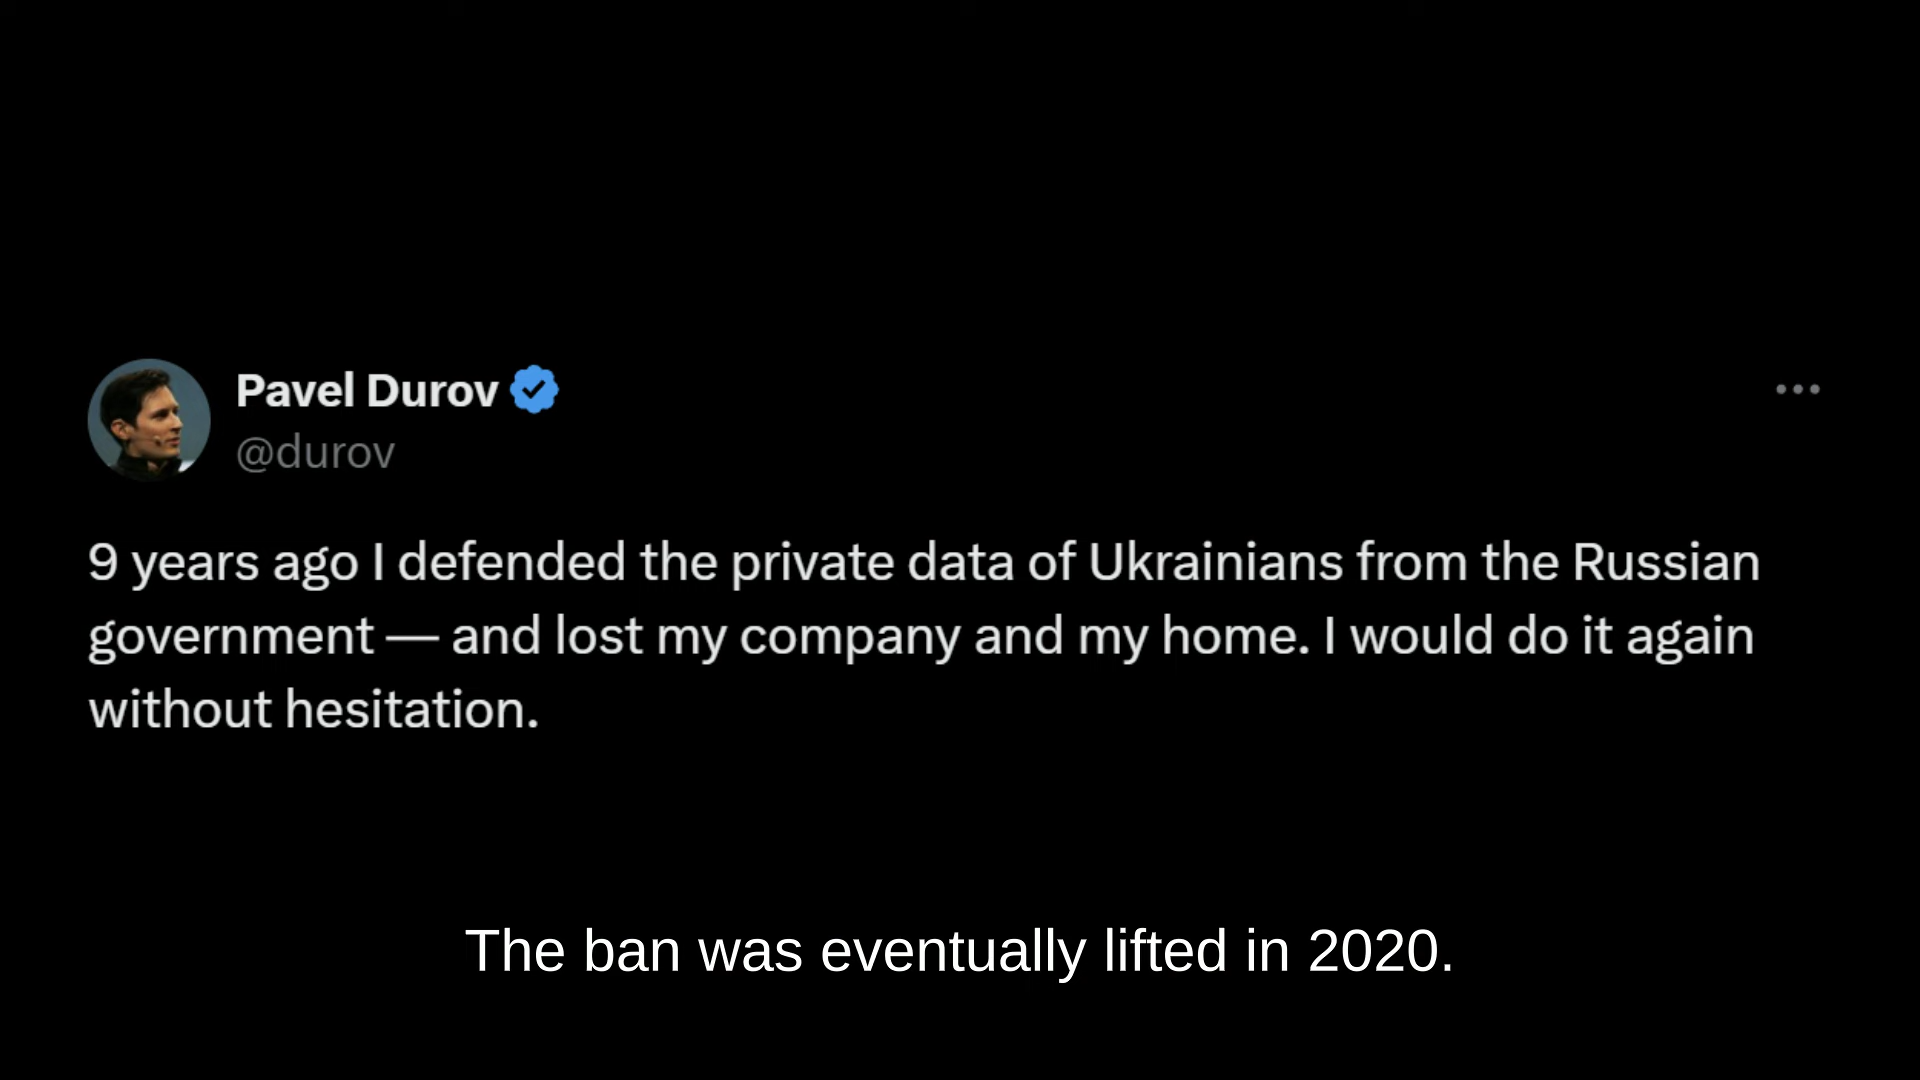 Pavel Durov
@durov
9 years ago I defended the private data of Ukrainians from the Russian
government — and lost my company and my home. I would do it again
without hesitation.
The ban was eventually lifted in 2020.